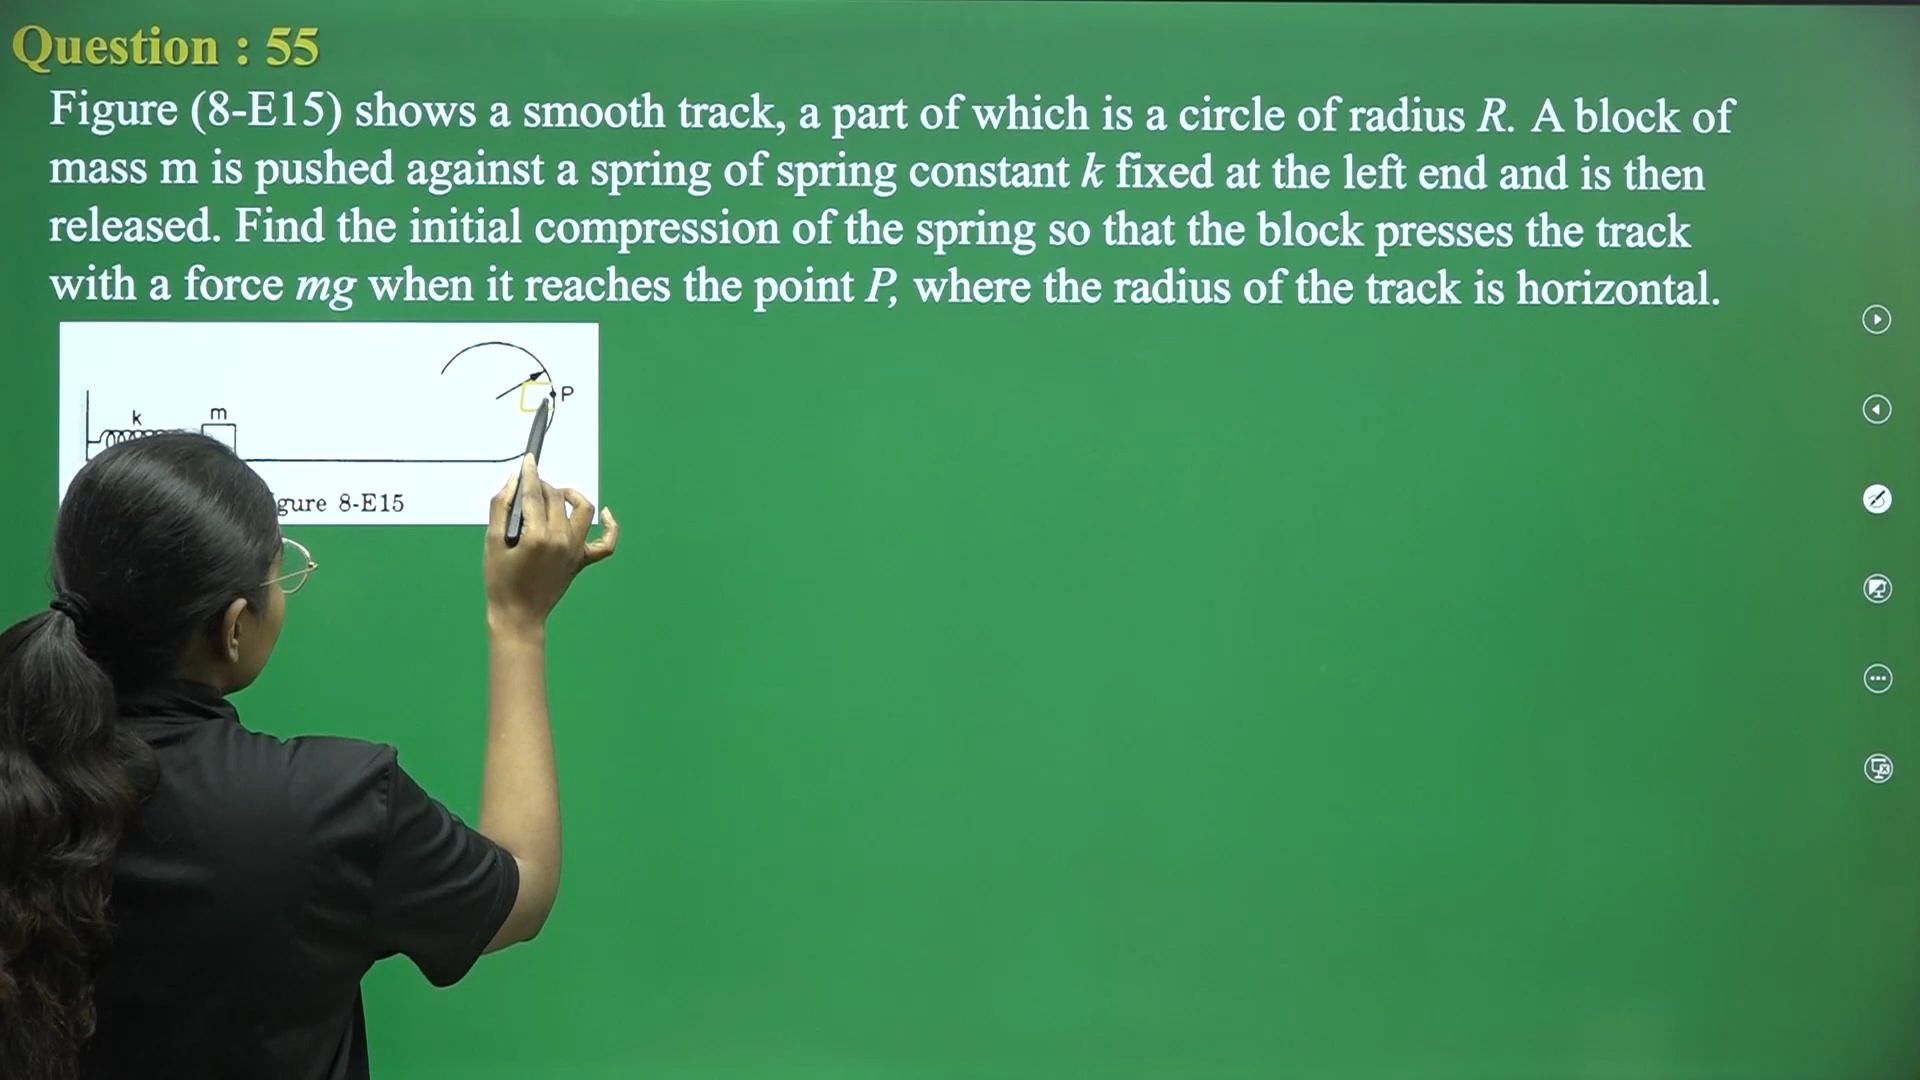 Question : 55
Figure (8-E15) shows a smooth track, a part of which is a circle of radius R. A block of
mass m is pushed against a spring of spring constant k fixed at the left end and is then
released. Find the initial compression of the spring so that the block presses the track
with a force mg when it reaches the point P, where the radius of the track is horizontal.
P
k
m
gure 8-E15